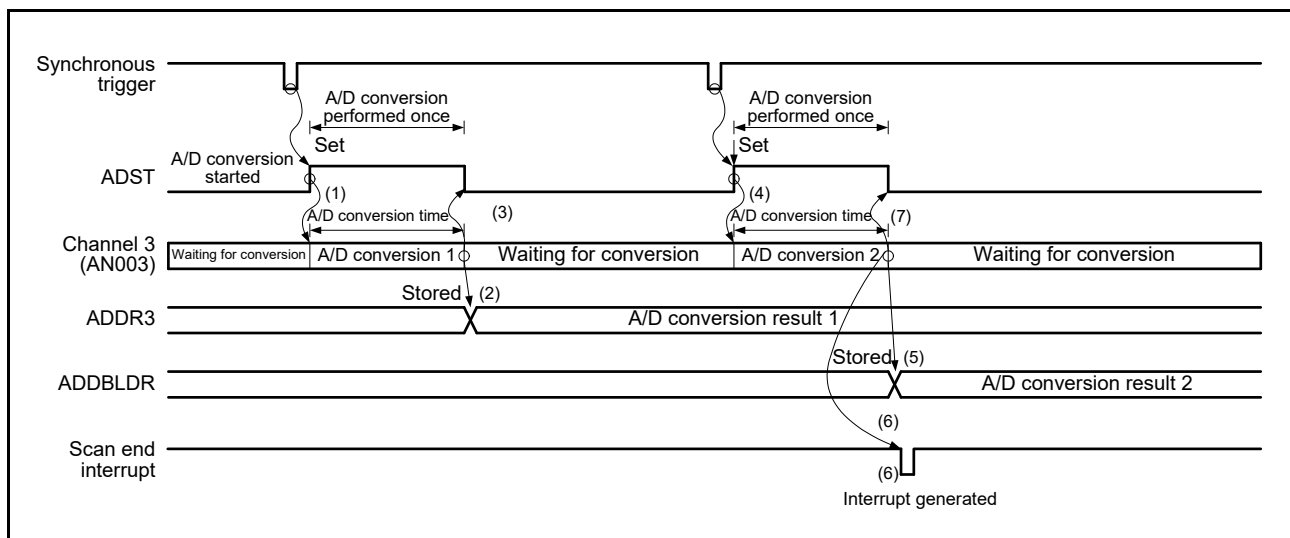 Synchronous
trigger
A/D conversion
performed once
A/D conversion
performed once
Set
Set
A/D conversion
started
ADST
(1)
(3)
(4)
(7)
A/D conversion time
A/D conversion time
Channel 3
(AN003)
Waiting for conversion
A/D conversion 1
Waiting for conversion
A/D conversion 2
Waiting for conversion
Stored
(2)
ADDR3
A/D conversion result 1
Stored
(5)
ADDBLDR
A/D conversion result 2
(6)
Scan end
interrupt
(6)
Interrupt generated